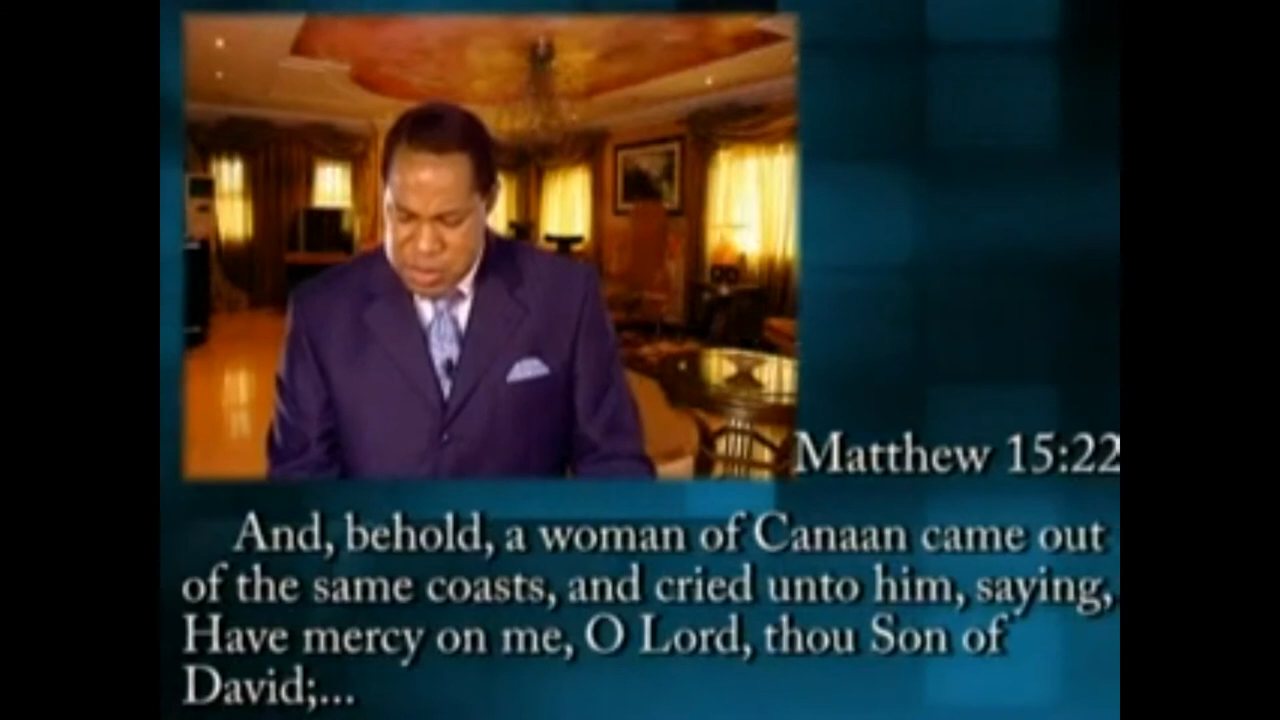 Matthew 15:22
And, behold, a woman of Canaan came out
of the same coasts, and cried unto him, saying,
Have mercy on me, O Lord, thou Son of
David;...